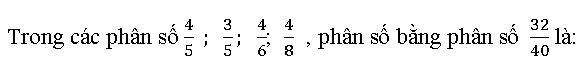 Trong các phân số 4/5 ; 3/5; 4/6; 4/8 , phân số bằng phân số 32/40 là: